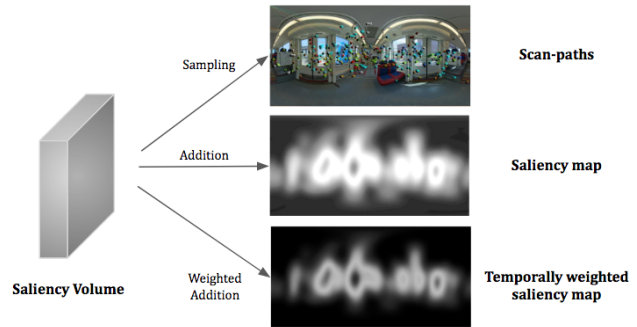 Sampling
Scan-paths
Addition
Saliency map
Saliency Volume
Weighted
Addition
Temporally weighted
saliency map